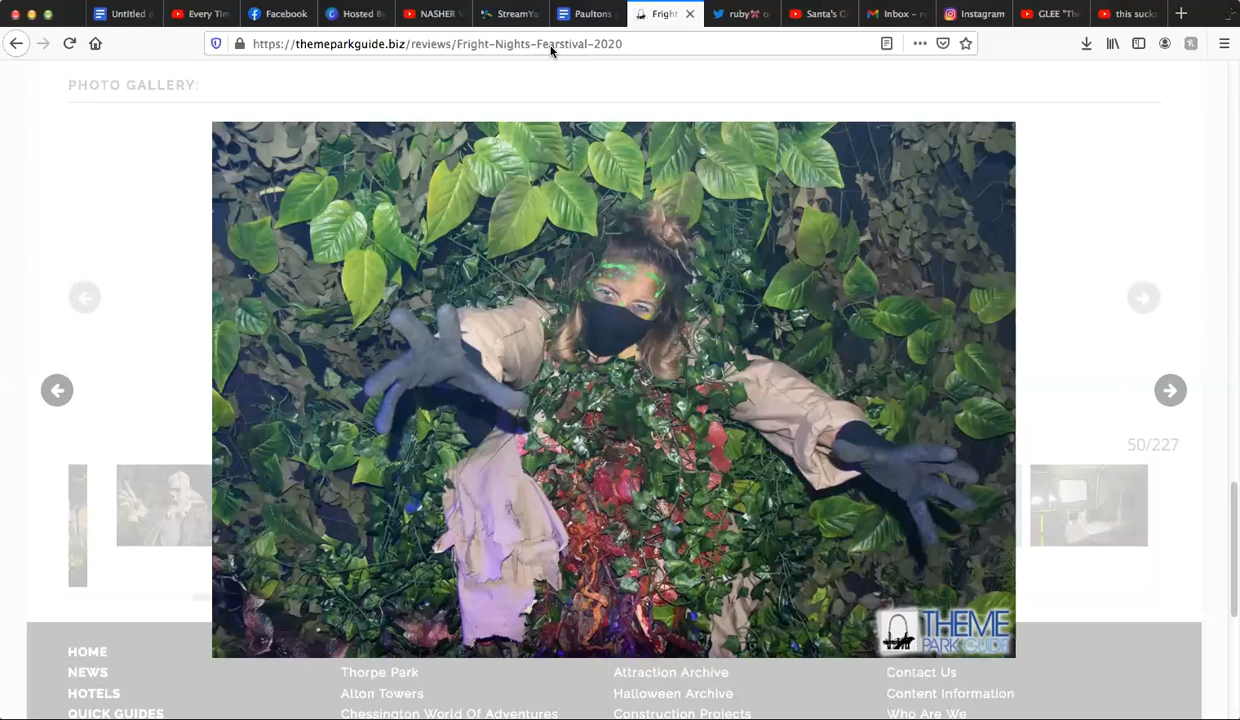 Untitled
Every Tim
Facebook
Hosted By
NASHER
StreamYa
Paultons
Fright
ruby
Santa's G
Inbox –
Instagram
GLEE "The
this sucks
https://themeparkguide.biz/reviews/Fright-Nights-Fearstival-2020
PHOTO GALLERY:
50/227
THEME
PARK GUIDE
HOME
NEWS Thorpe Park Attraction Archive Contact Us
HOTELS Alton Towers Halloween Archive Content Information
QUICK GUIDES Chessington World Of Adventures Construction Projects Who Are We